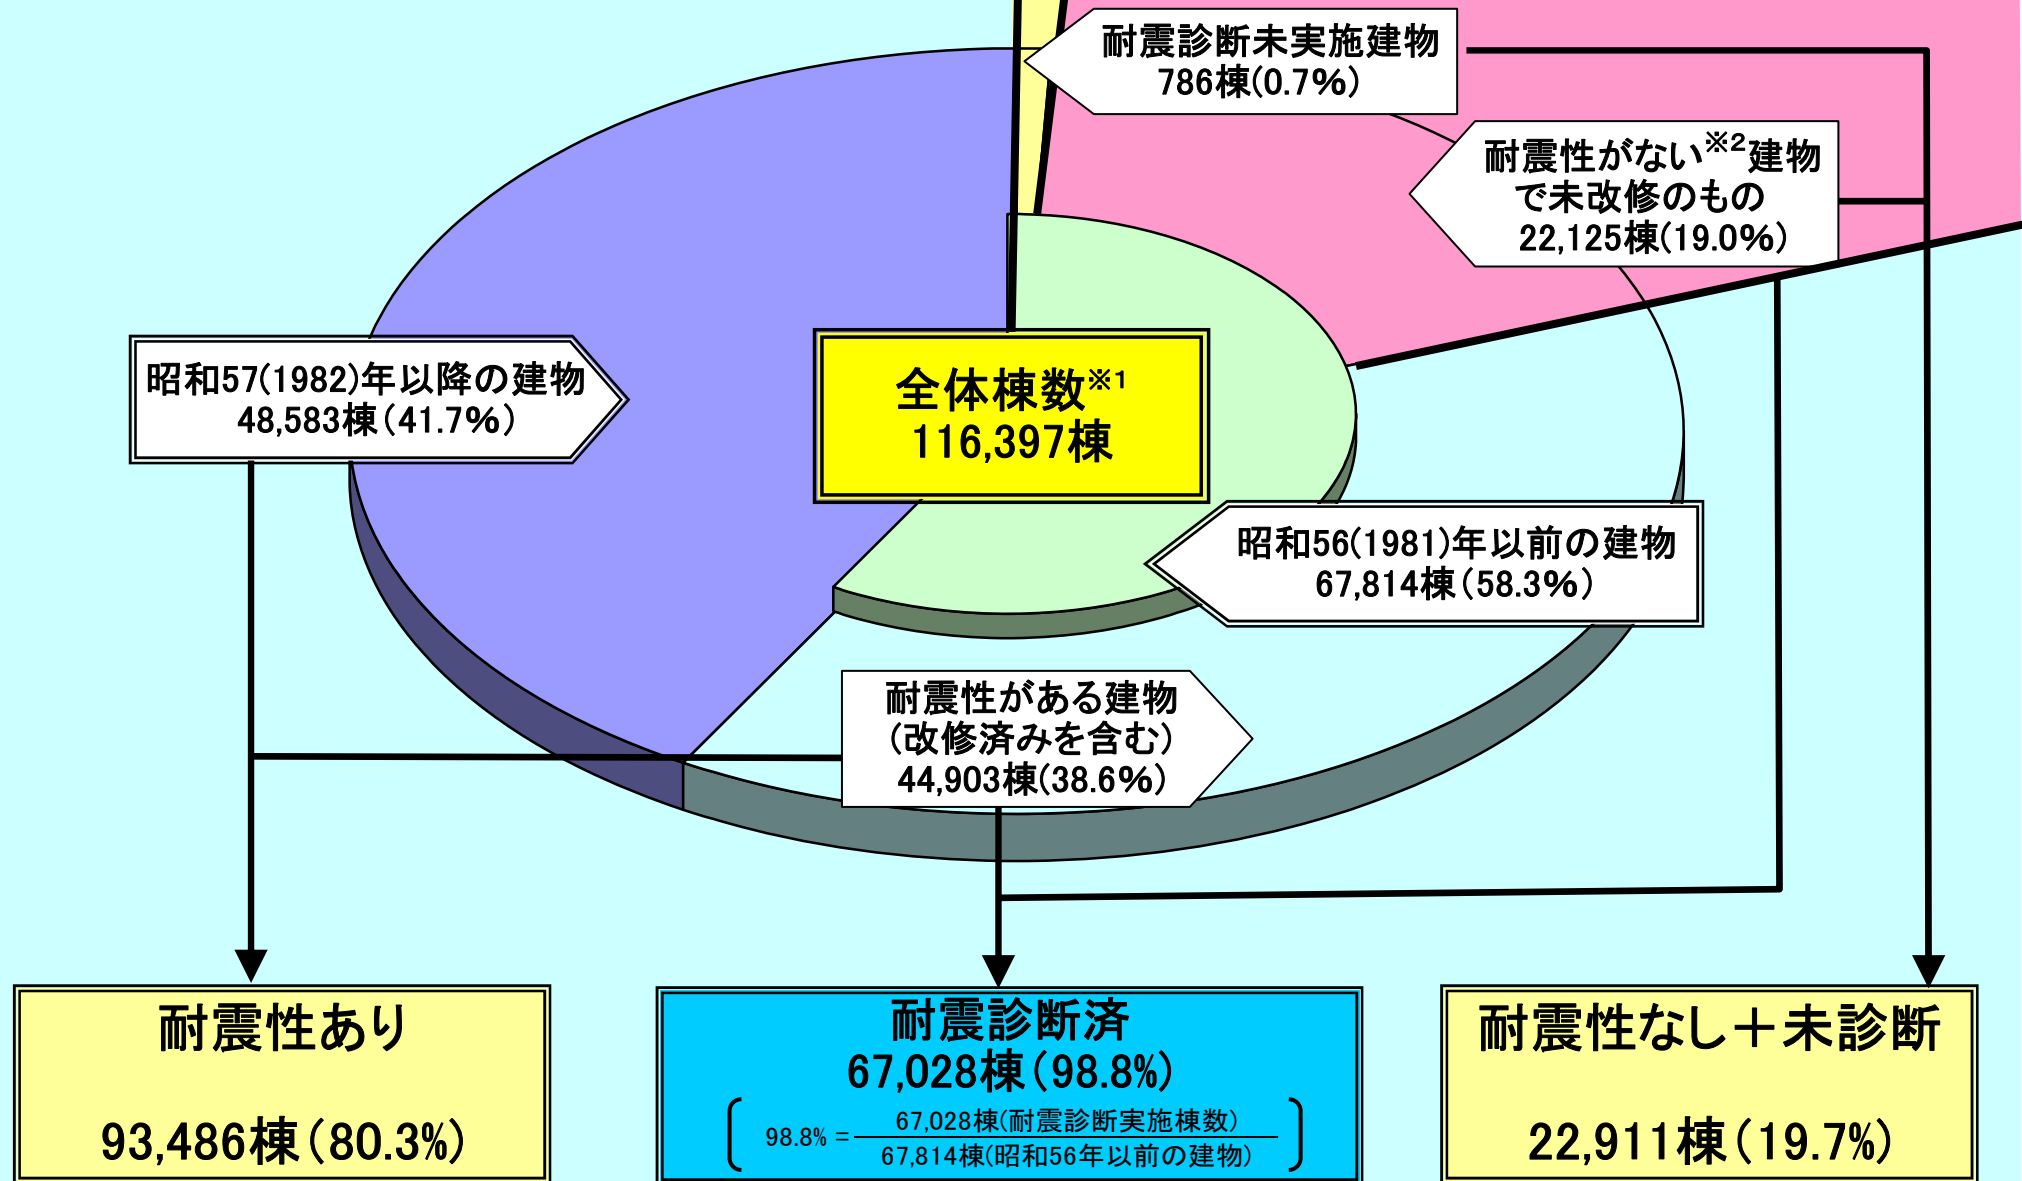 耐震診断未実施建物
786棟(0.7%)
耐震性がない※2建物
で未改修のもの
22,125棟(19.0%)
昭和57(1982)年以降の建物
48,583棟(41.7%)
全体棟数※1
116,397棟
昭和56(1981)年以前の建物
67,814棟(58.3%)
耐震性がある建物
(改修済みを含む)
44,903棟(38.6%)
耐震性あり
93,486棟(80.3%)
耐震診断済
67,028棟(98.8%)
98.8% = 67,028棟(耐震診断実施棟数)
67,814棟(昭和56年以前の建物)
耐震性なし＋未診断
22,911棟(19.7%)